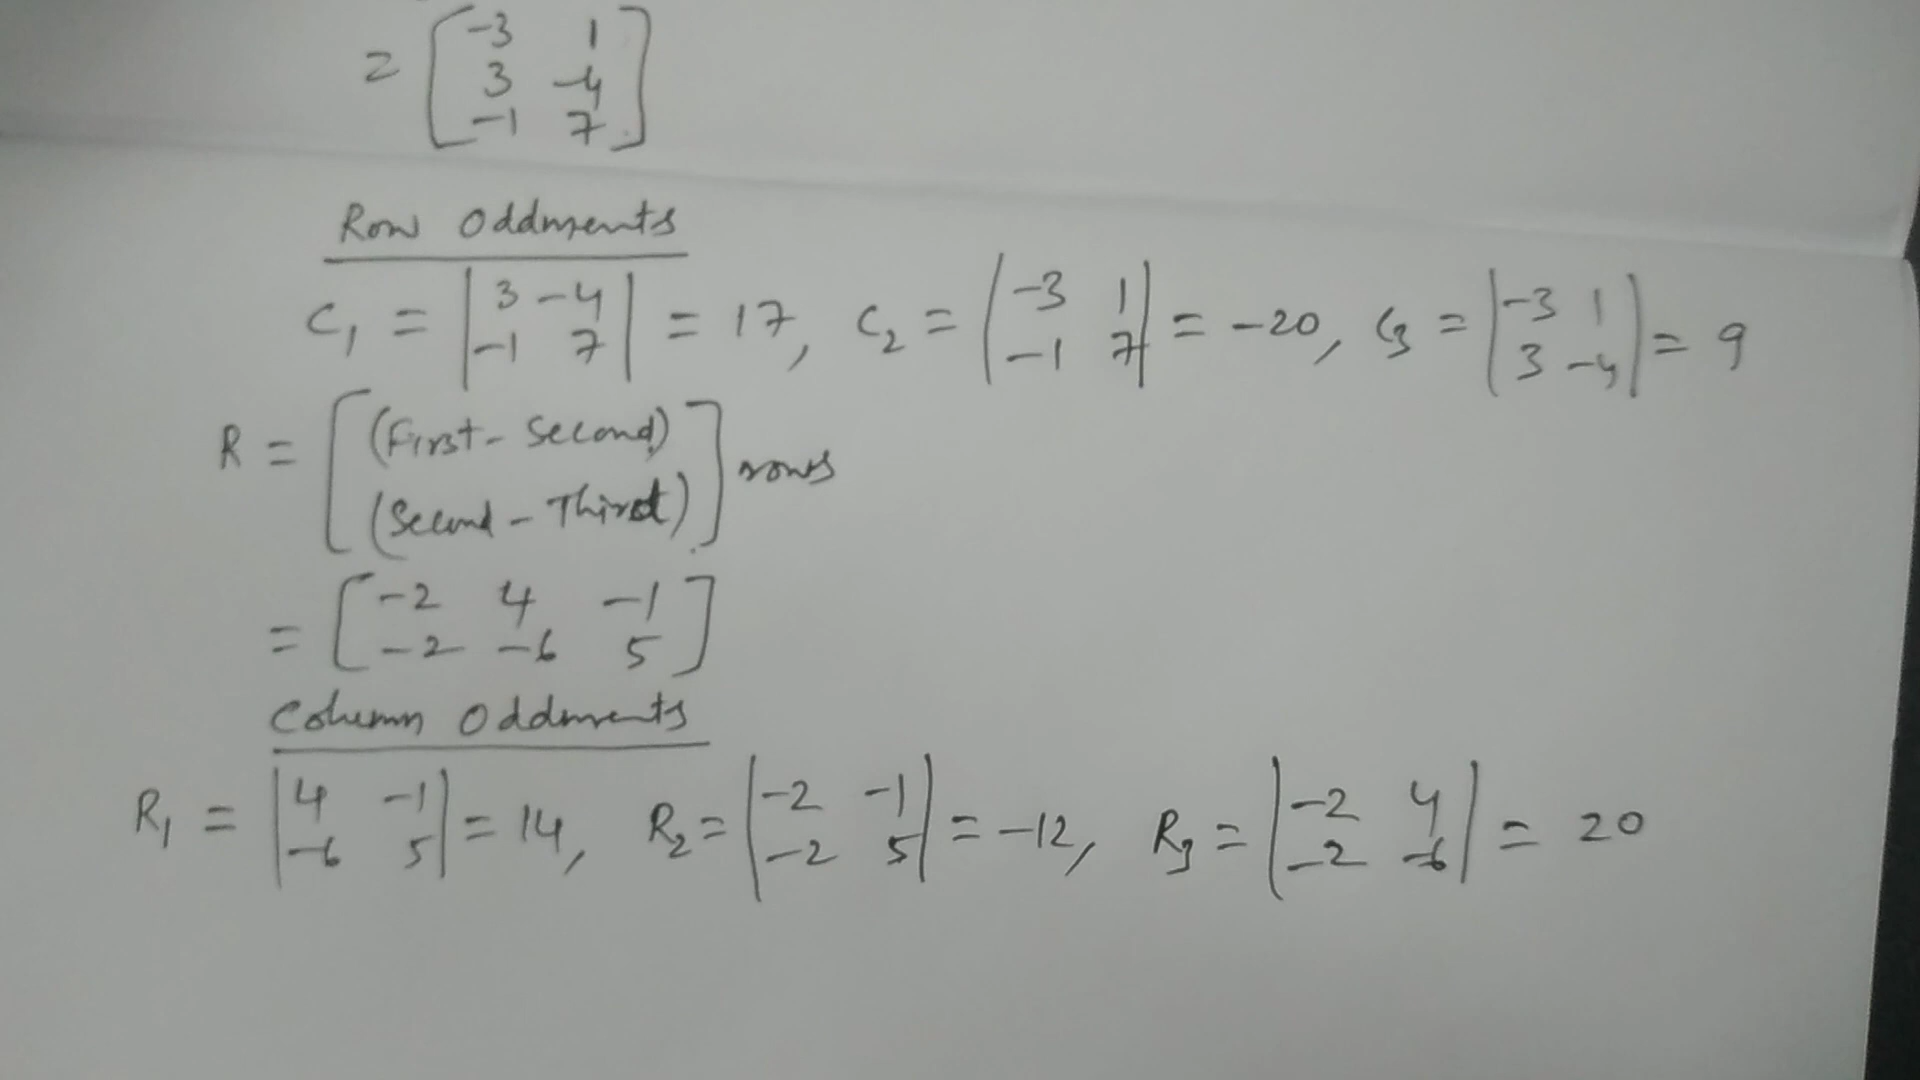 = [ -3 1
3 -4
-1 7 ]
Row Oddments
C₁ = | 3 -4 | = 17, C₂ = | -3 1 | = -20, C₃ = | -3 1 | = 9
| -1 7 | | -1 7 | | 3 -4 |
R = [ (First - Second)
(Second - Third) ] rows
= [ -2 4 -1
-2 -6 5 ]
Column Oddments
R₁ = | 4 -1 | = 14, R₂ = | -2 -1 | = -12, R₃ = | -2 4 | = 20
| -6 5 | | -2 5 | | -2 -6 |